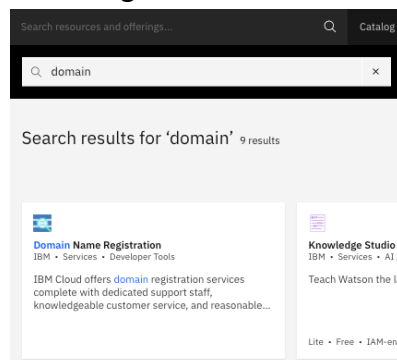 Search resources and offerings...
Catalog
domain
Search results for ‘domain’ 9 results
Domain Name Registration
IBM • Services • Developer Tools
IBM Cloud offers domain registration services
complete with dedicated support staff,
knowledgeable customer service, and reasonable...
Knowledge Studio
IBM • Services • AI
Teach Watson the
Lite • Free •